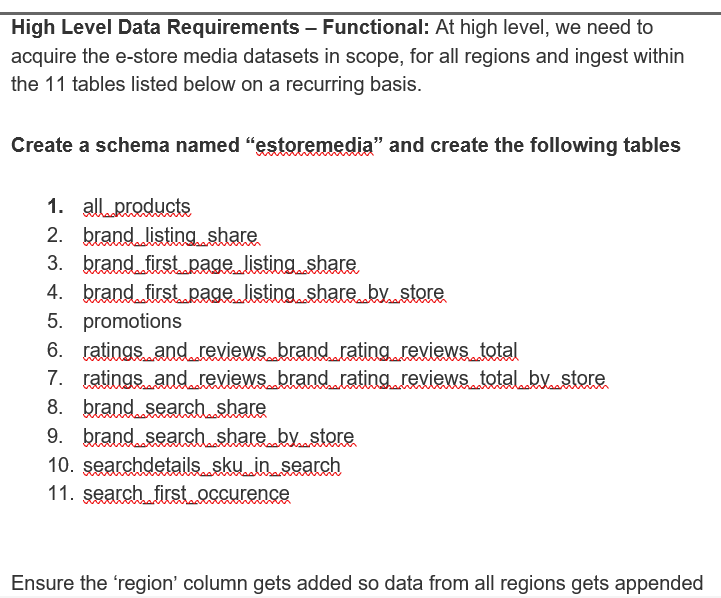 High Level Data Requirements – Functional: At high level, we need to
acquire the e-store media datasets in scope, for all regions and ingest within
the 11 tables listed below on a recurring basis.
Create a schema named “estoremedia” and create the following tables
1. all_products
2. brand_listing_share
3. brand_first_page_listing_share
4. brand_first_page_listing_share_by_store
5. promotions
6. ratings_and_reviews_brand_rating_reviews_total
7. ratings_and_reviews_brand_rating_reviews_total_by_store
8. brand_search_share
9. brand_search_share_by_store
10. searchdetails_sku_in_search
11. search_first_occurence
Ensure the ‘region’ column gets added so data from all regions gets appended